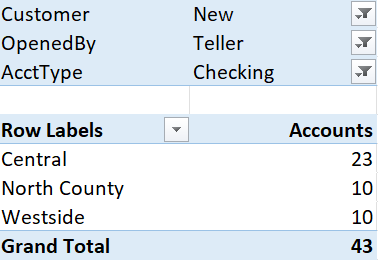 Customer New
OpenedBy Teller
AcctType Checking
Row Labels Accounts
Central 23
North County 10
Westside 10
Grand Total 43